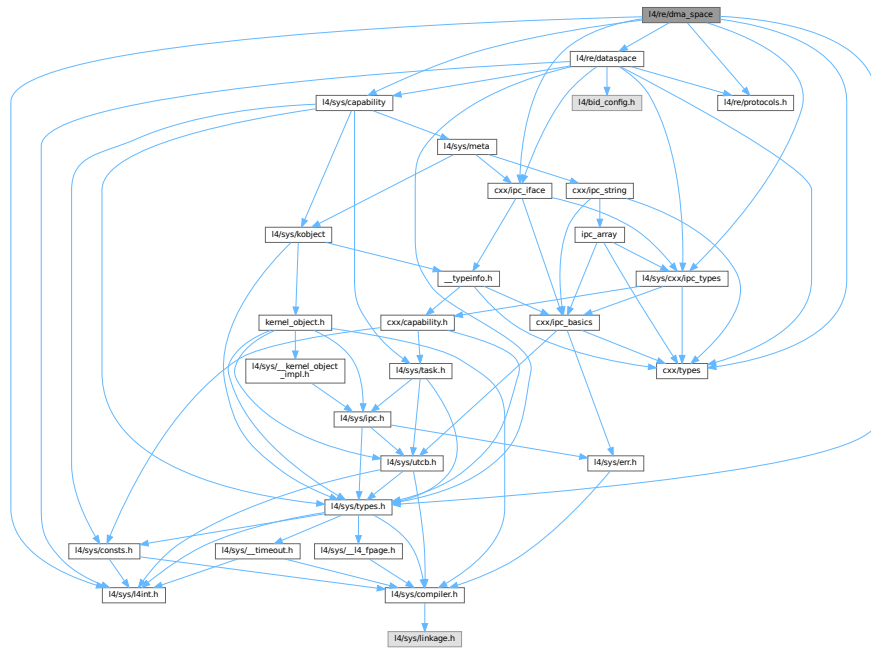 l4/re/dma_space
l4/re/dataspace
l4/sys/capability
l4/bid_config.h
l4/re/protocols.h
l4/sys/meta
cxx/ipc_iface
cxx/ipc_string
l4/sys/kobject
ipc_array
__typeinfo.h
l4/sys/cxx/ipc_types
kernel_object.h
cxx/capability.h
cxx/ipc_basics
l4/sys/__kernel_object
_impl.h
l4/sys/task.h
cxx/types
l4/sys/ipc.h
l4/sys/utcb.h
l4/sys/err.h
l4/sys/types.h
l4/sys/consts.h
l4/sys/__timeout.h
l4/sys/__l4_fpage.h
l4/sys/l4int.h
l4/sys/compiler.h
l4/sys/linkage.h